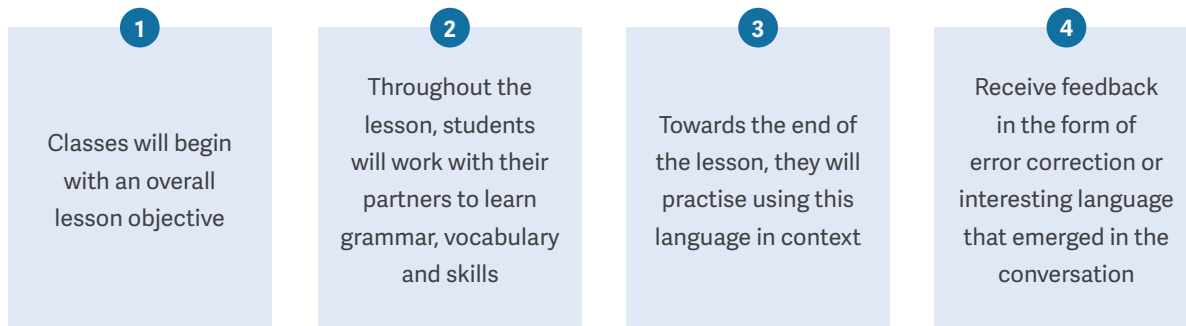 1
Classes will begin
with an overall
lesson objective
2
Throughout the
lesson, students
will work with their
partners to learn
grammar, vocabulary
and skills
3
Towards the end of
the lesson, they will
practise using this
language in context
4
Receive feedback
in the form of
error correction or
interesting language
that emerged in the
conversation